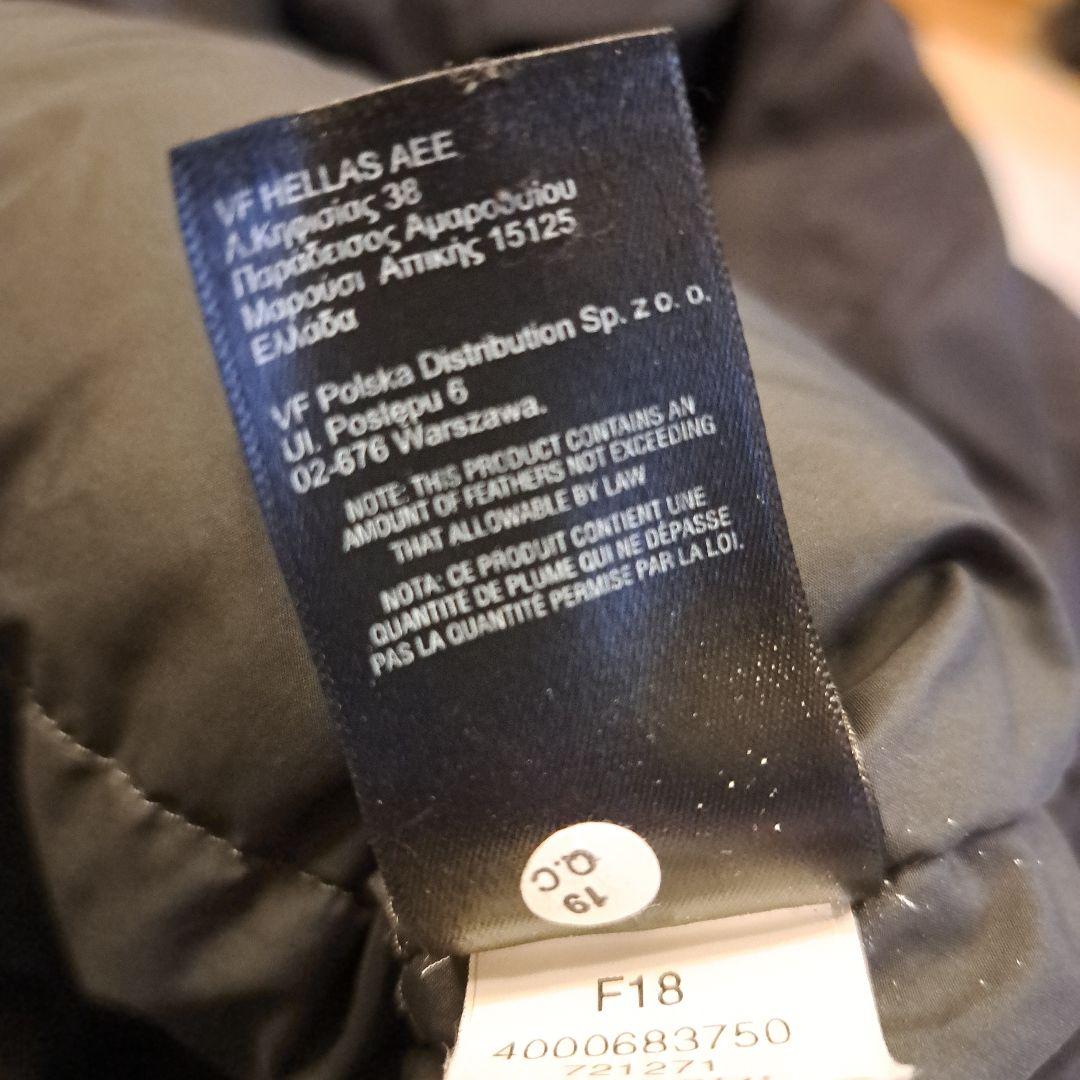 VF HELLAS AEE
Λ.Κηφισίας 38
Παράδεισος Αμαρουσίου
Μαρούσι Αττικής 15125
Ελλάδα
VF Polska Distribution Sp. z o. o.
Ul. Postępu 6
02-676 Warszawa.
NOTE: THIS PRODUCT CONTAINS AN
AMOUNT OF FEATHERS NOT EXCEEDING
THAT ALLOWABLE BY LAW
NOTA: CE PRODUIT CONTIENT UNE
QUANTITÉ DE PLUME QUI NE DÉPASSE
PAS LA QUANTITÉ PERMISE PAR LA LOI.
Q.C
19
F18
4000683750
721271